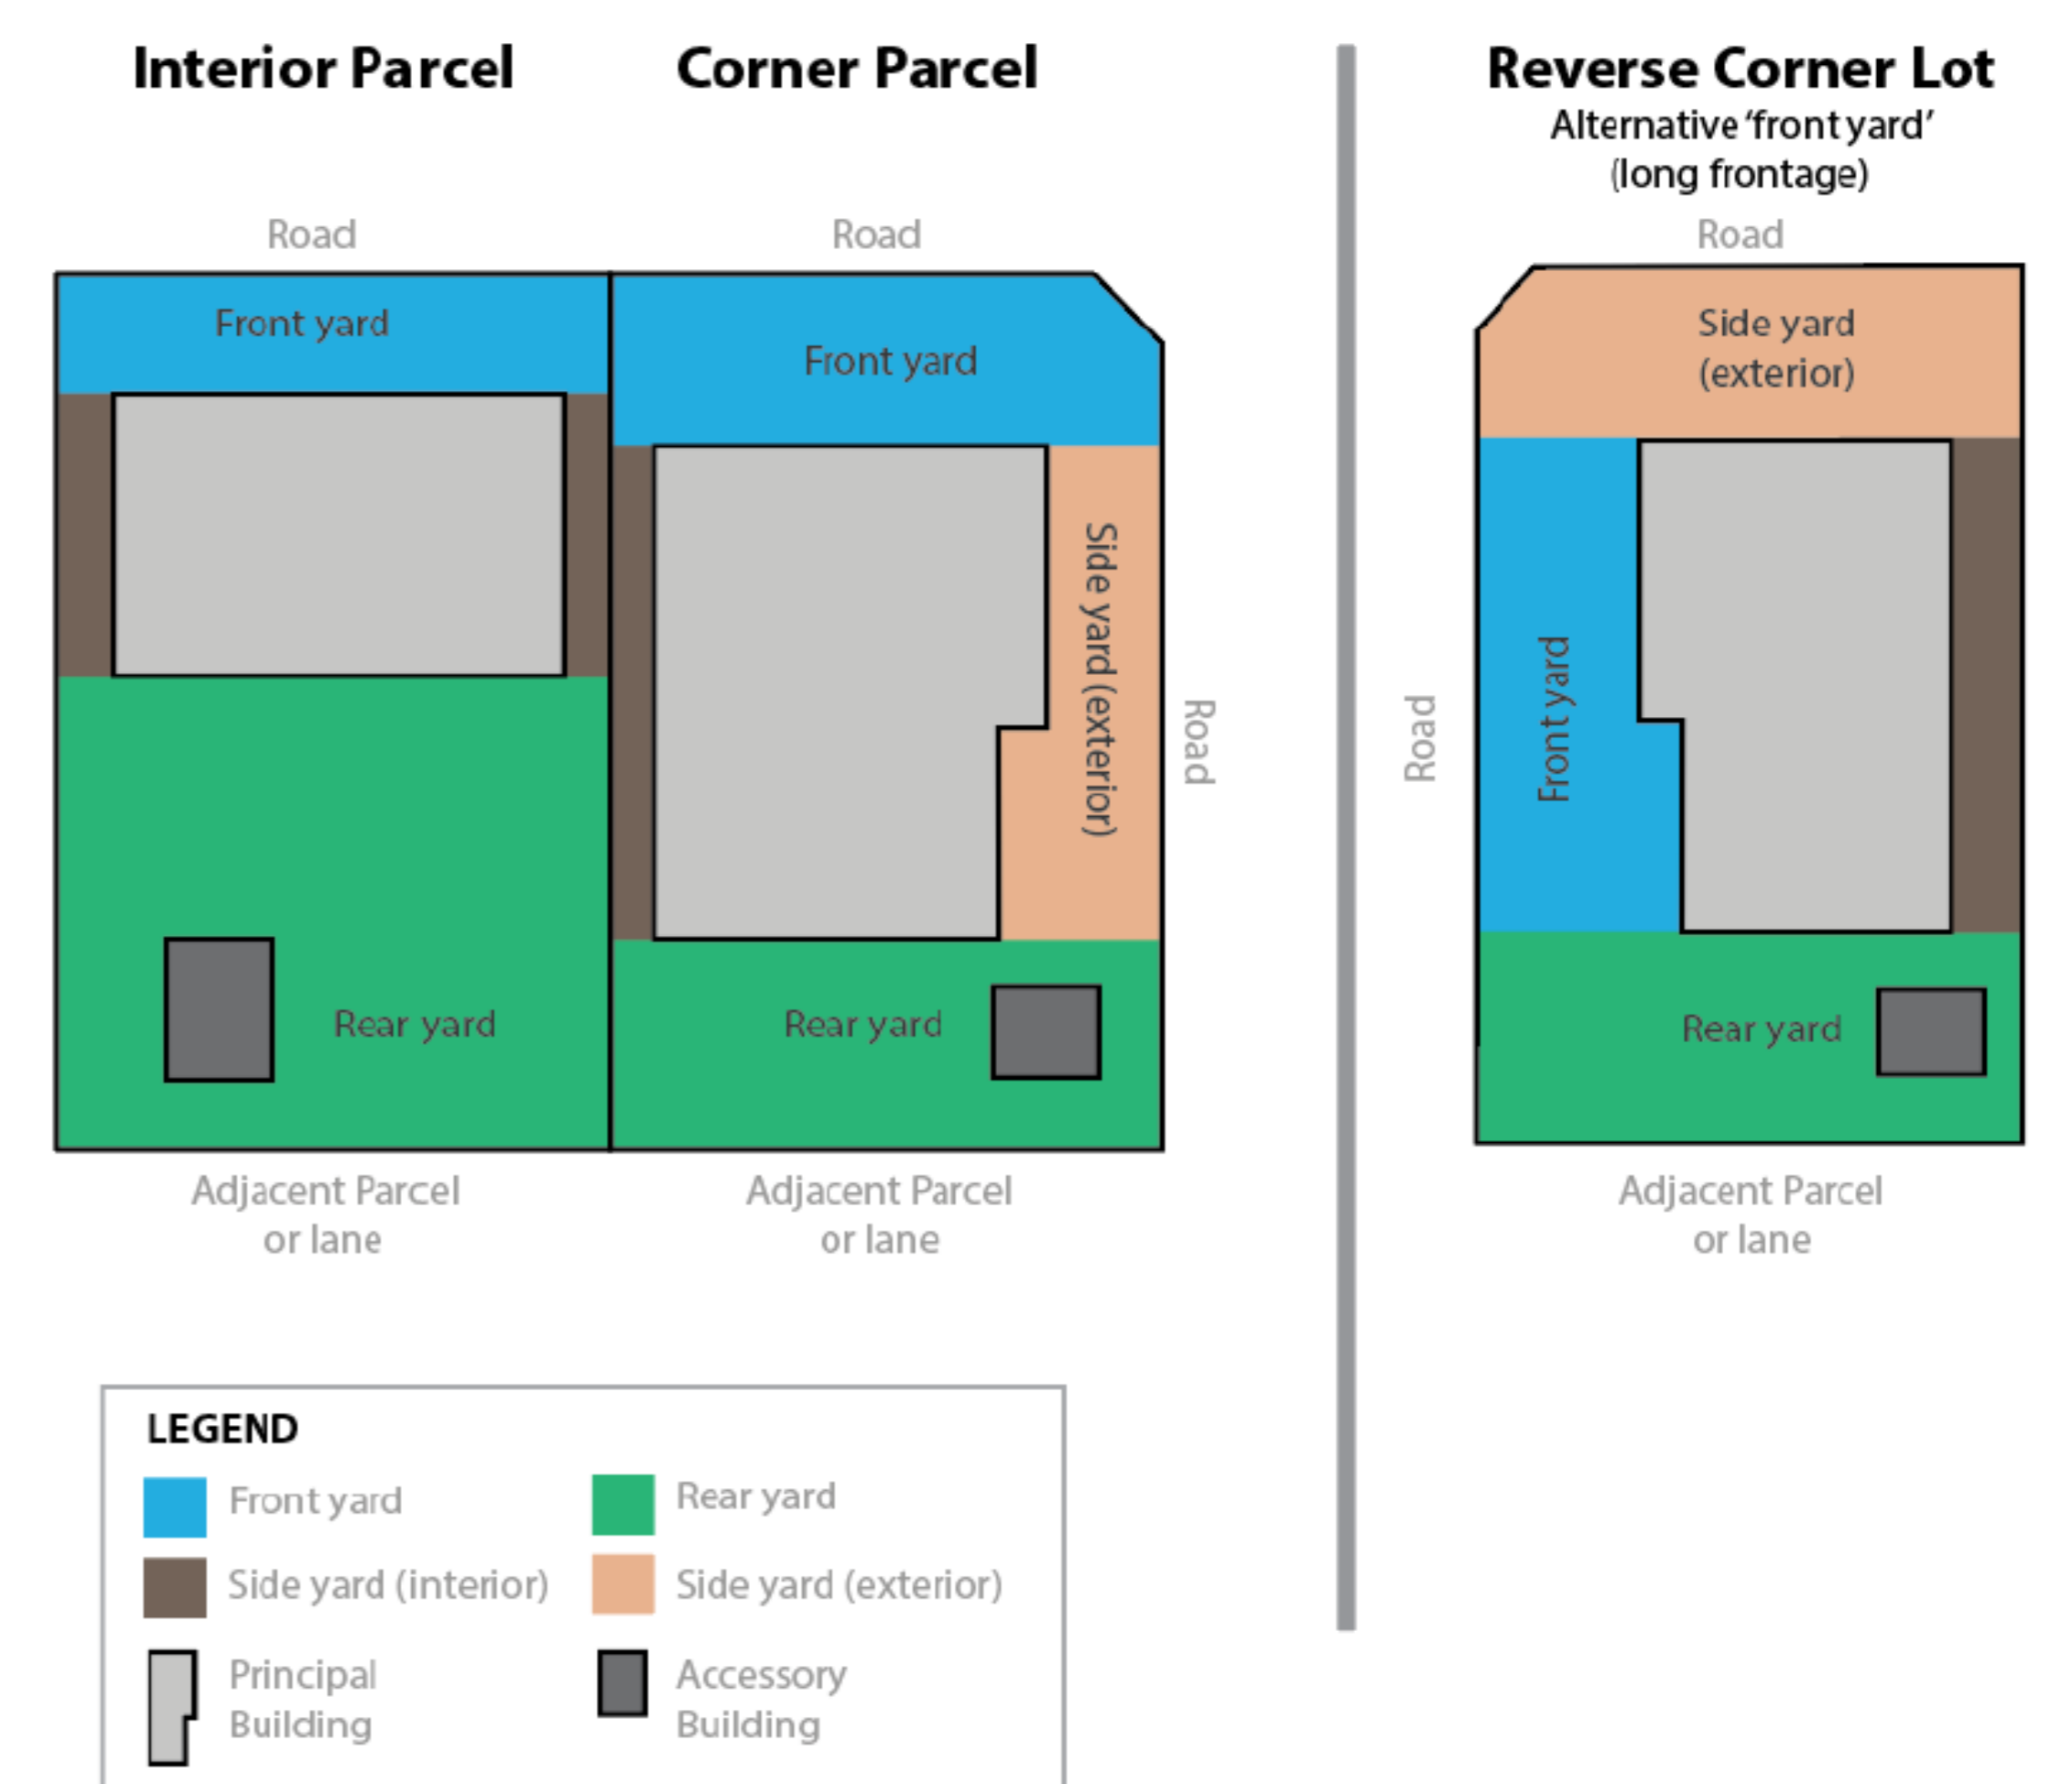 Interior Parcel
Corner Parcel
Reverse Corner Lot
Alternative ‘front yard’
(long frontage)
Road
Road
Road
Front yard
Front yard
Side yard
(exterior)
Side yard (exterior)
Road
Road
Front yard
Rear yard
Rear yard
Rear yard
Adjacent Parcel
or lane
Adjacent Parcel
or lane
Adjacent Parcel
or lane
LEGEND
Front yard
Rear yard
Side yard (interior)
Side yard (exterior)
Principal
Building
Accessory
Building